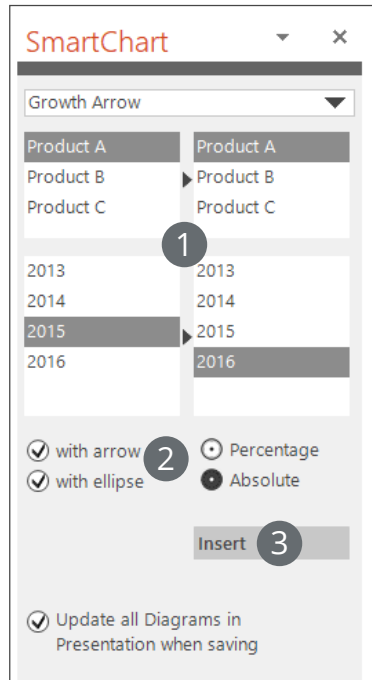 SmartChart
Growth Arrow
Product A Product A
Product B Product B
Product C Product C
1
2013 2013
2014 2014
2015 2015
2016 2016
with arrow 2 Percentage
with ellipse Absolute
Insert 3
Update all Diagrams in
Presentation when saving